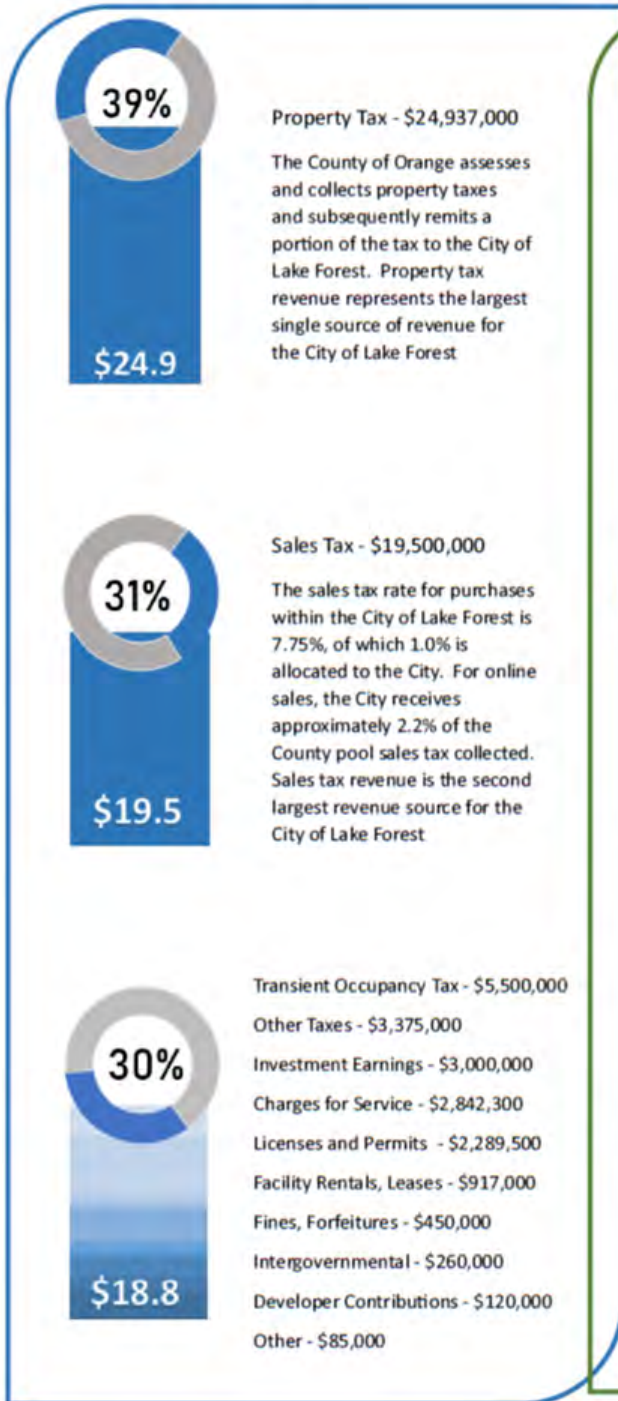 39%
Property Tax - $24,937,000
The County of Orange assesses
and collects property taxes
and subsequently remits a
portion of the tax to the City of
Lake Forest. Property tax
revenue represents the largest
single source of revenue for
the City of Lake Forest
$24.9
31%
Sales Tax - $19,500,000
The sales tax rate for purchases
within the City of Lake Forest is
7.75%, of which 1.0% is
allocated to the City. For online
sales, the City receives
approximately 2.2% of the
County pool sales tax collected.
Sales tax revenue is the second
largest revenue source for the
City of Lake Forest
$19.5
30%
$18.8
Transient Occupancy Tax - $5,500,000
Other Taxes - $3,375,000
Investment Earnings - $3,000,000
Charges for Service - $2,842,300
Licenses and Permits - $2,289,500
Facility Rentals, Leases - $917,000
Fines, Forfeitures - $450,000
Intergovernmental - $260,000
Developer Contributions - $120,000
Other - $85,000